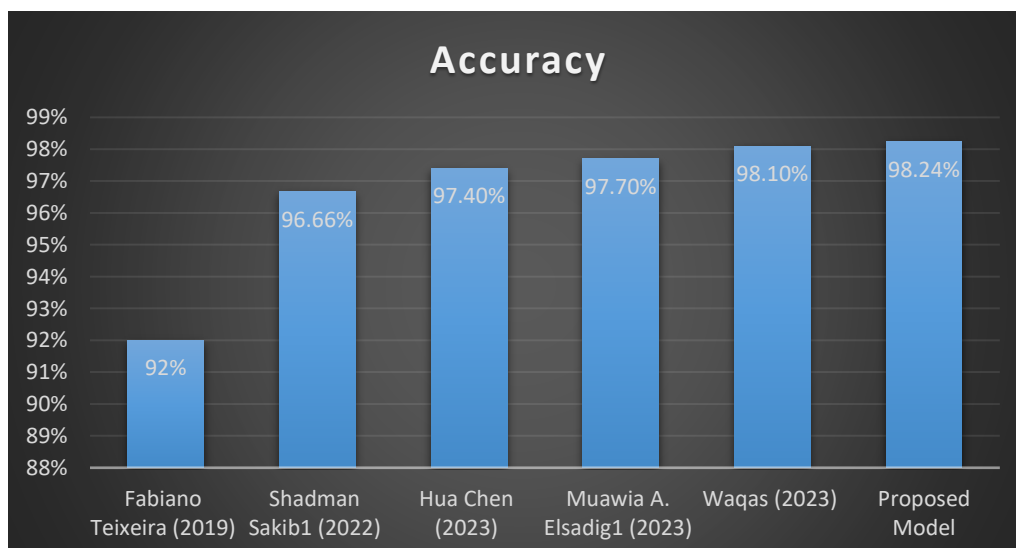 Accuracy
99%
98%
97%
96%
95%
94%
93%
92%
91%
90%
89%
88%
92%
96.66%
97.40%
97.70%
98.10%
98.24%
Fabiano
Teixeira (2019)
Shadman
Sakib1 (2022)
Hua Chen
(2023)
Muawia A.
Elsadig1 (2023)
Waqas (2023)
Proposed
Model